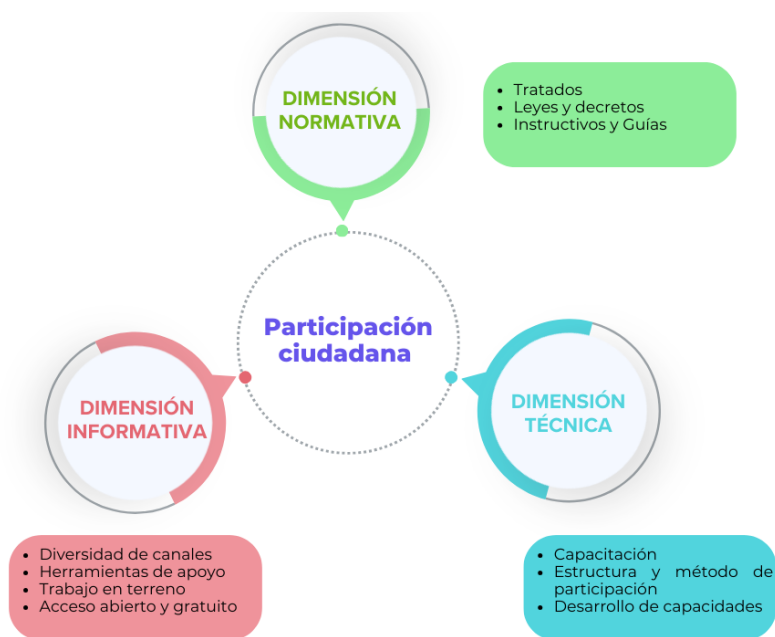 DIMENSIÓN
NORMATIVA
• Tratados
• Leyes y decretos
• Instructivos y Guías
Participación
ciudadana
DIMENSIÓN
INFORMATIVA
DIMENSIÓN
TÉCNICA
• Diversidad de canales
• Herramientas de apoyo
• Trabajo en terreno
• Acceso abierto y gratuito
• Capacitación
• Estructura y método de
participación
• Desarrollo de capacidades